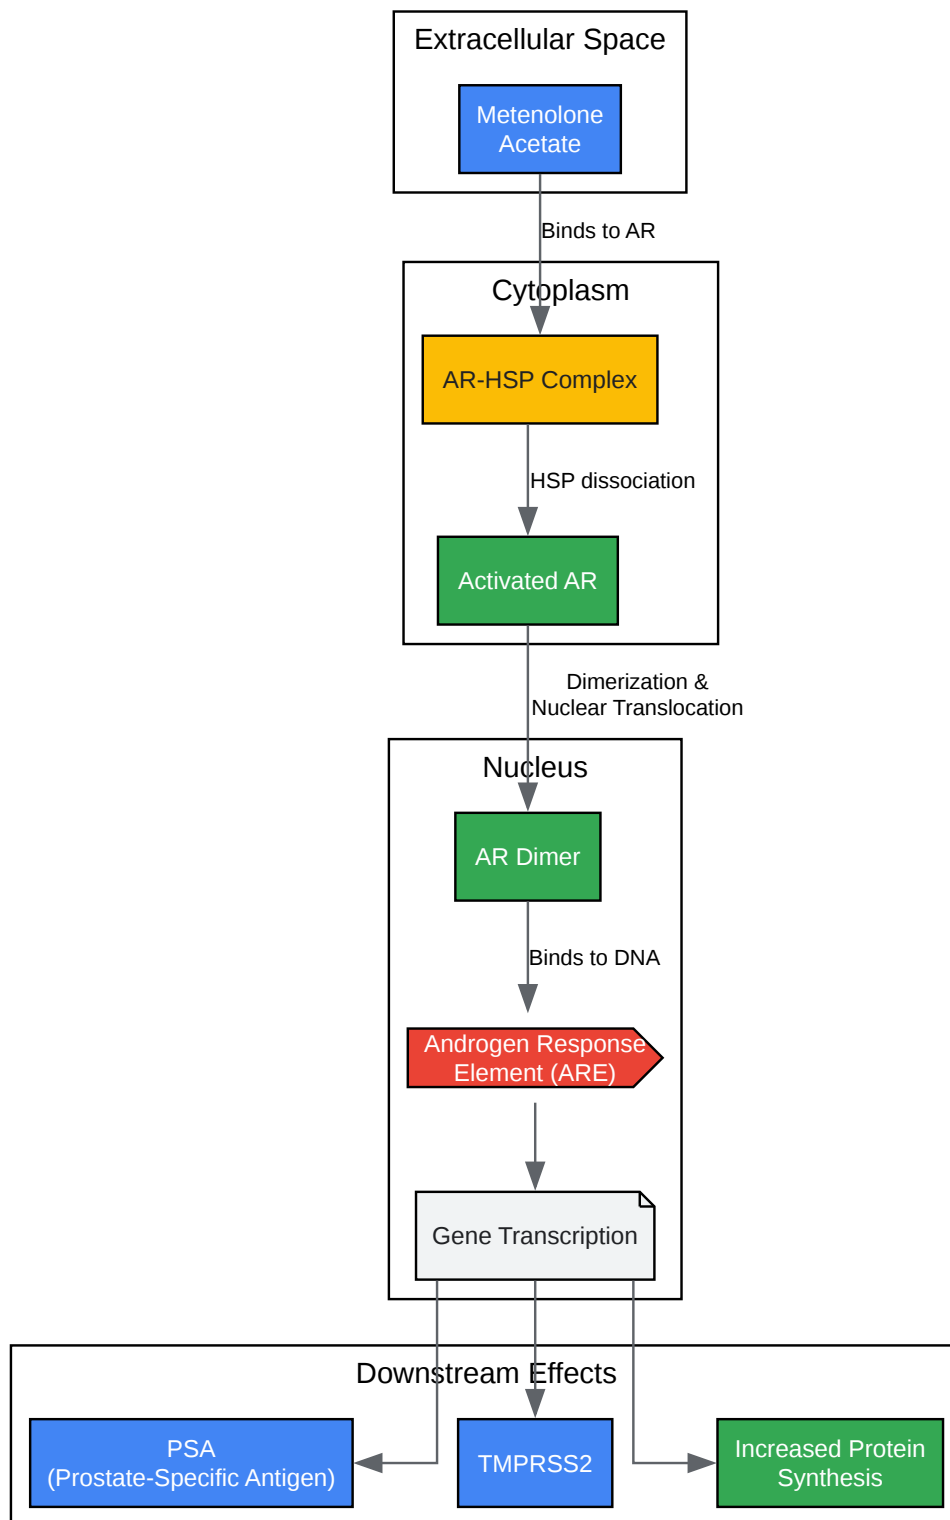 Extracellular Space
Metenolone
Acetate
Binds to AR
Cytoplasm
AR-HSP Complex
HSP dissociation
Activated AR
Dimerization &
Nuclear Translocation
Nucleus
AR Dimer
Binds to DNA
Androgen Response
Element (ARE)
Gene Transcription
Downstream Effects
PSA
(Prostate-Specific Antigen)
TMPRSS2
Increased Protein
Synthesis